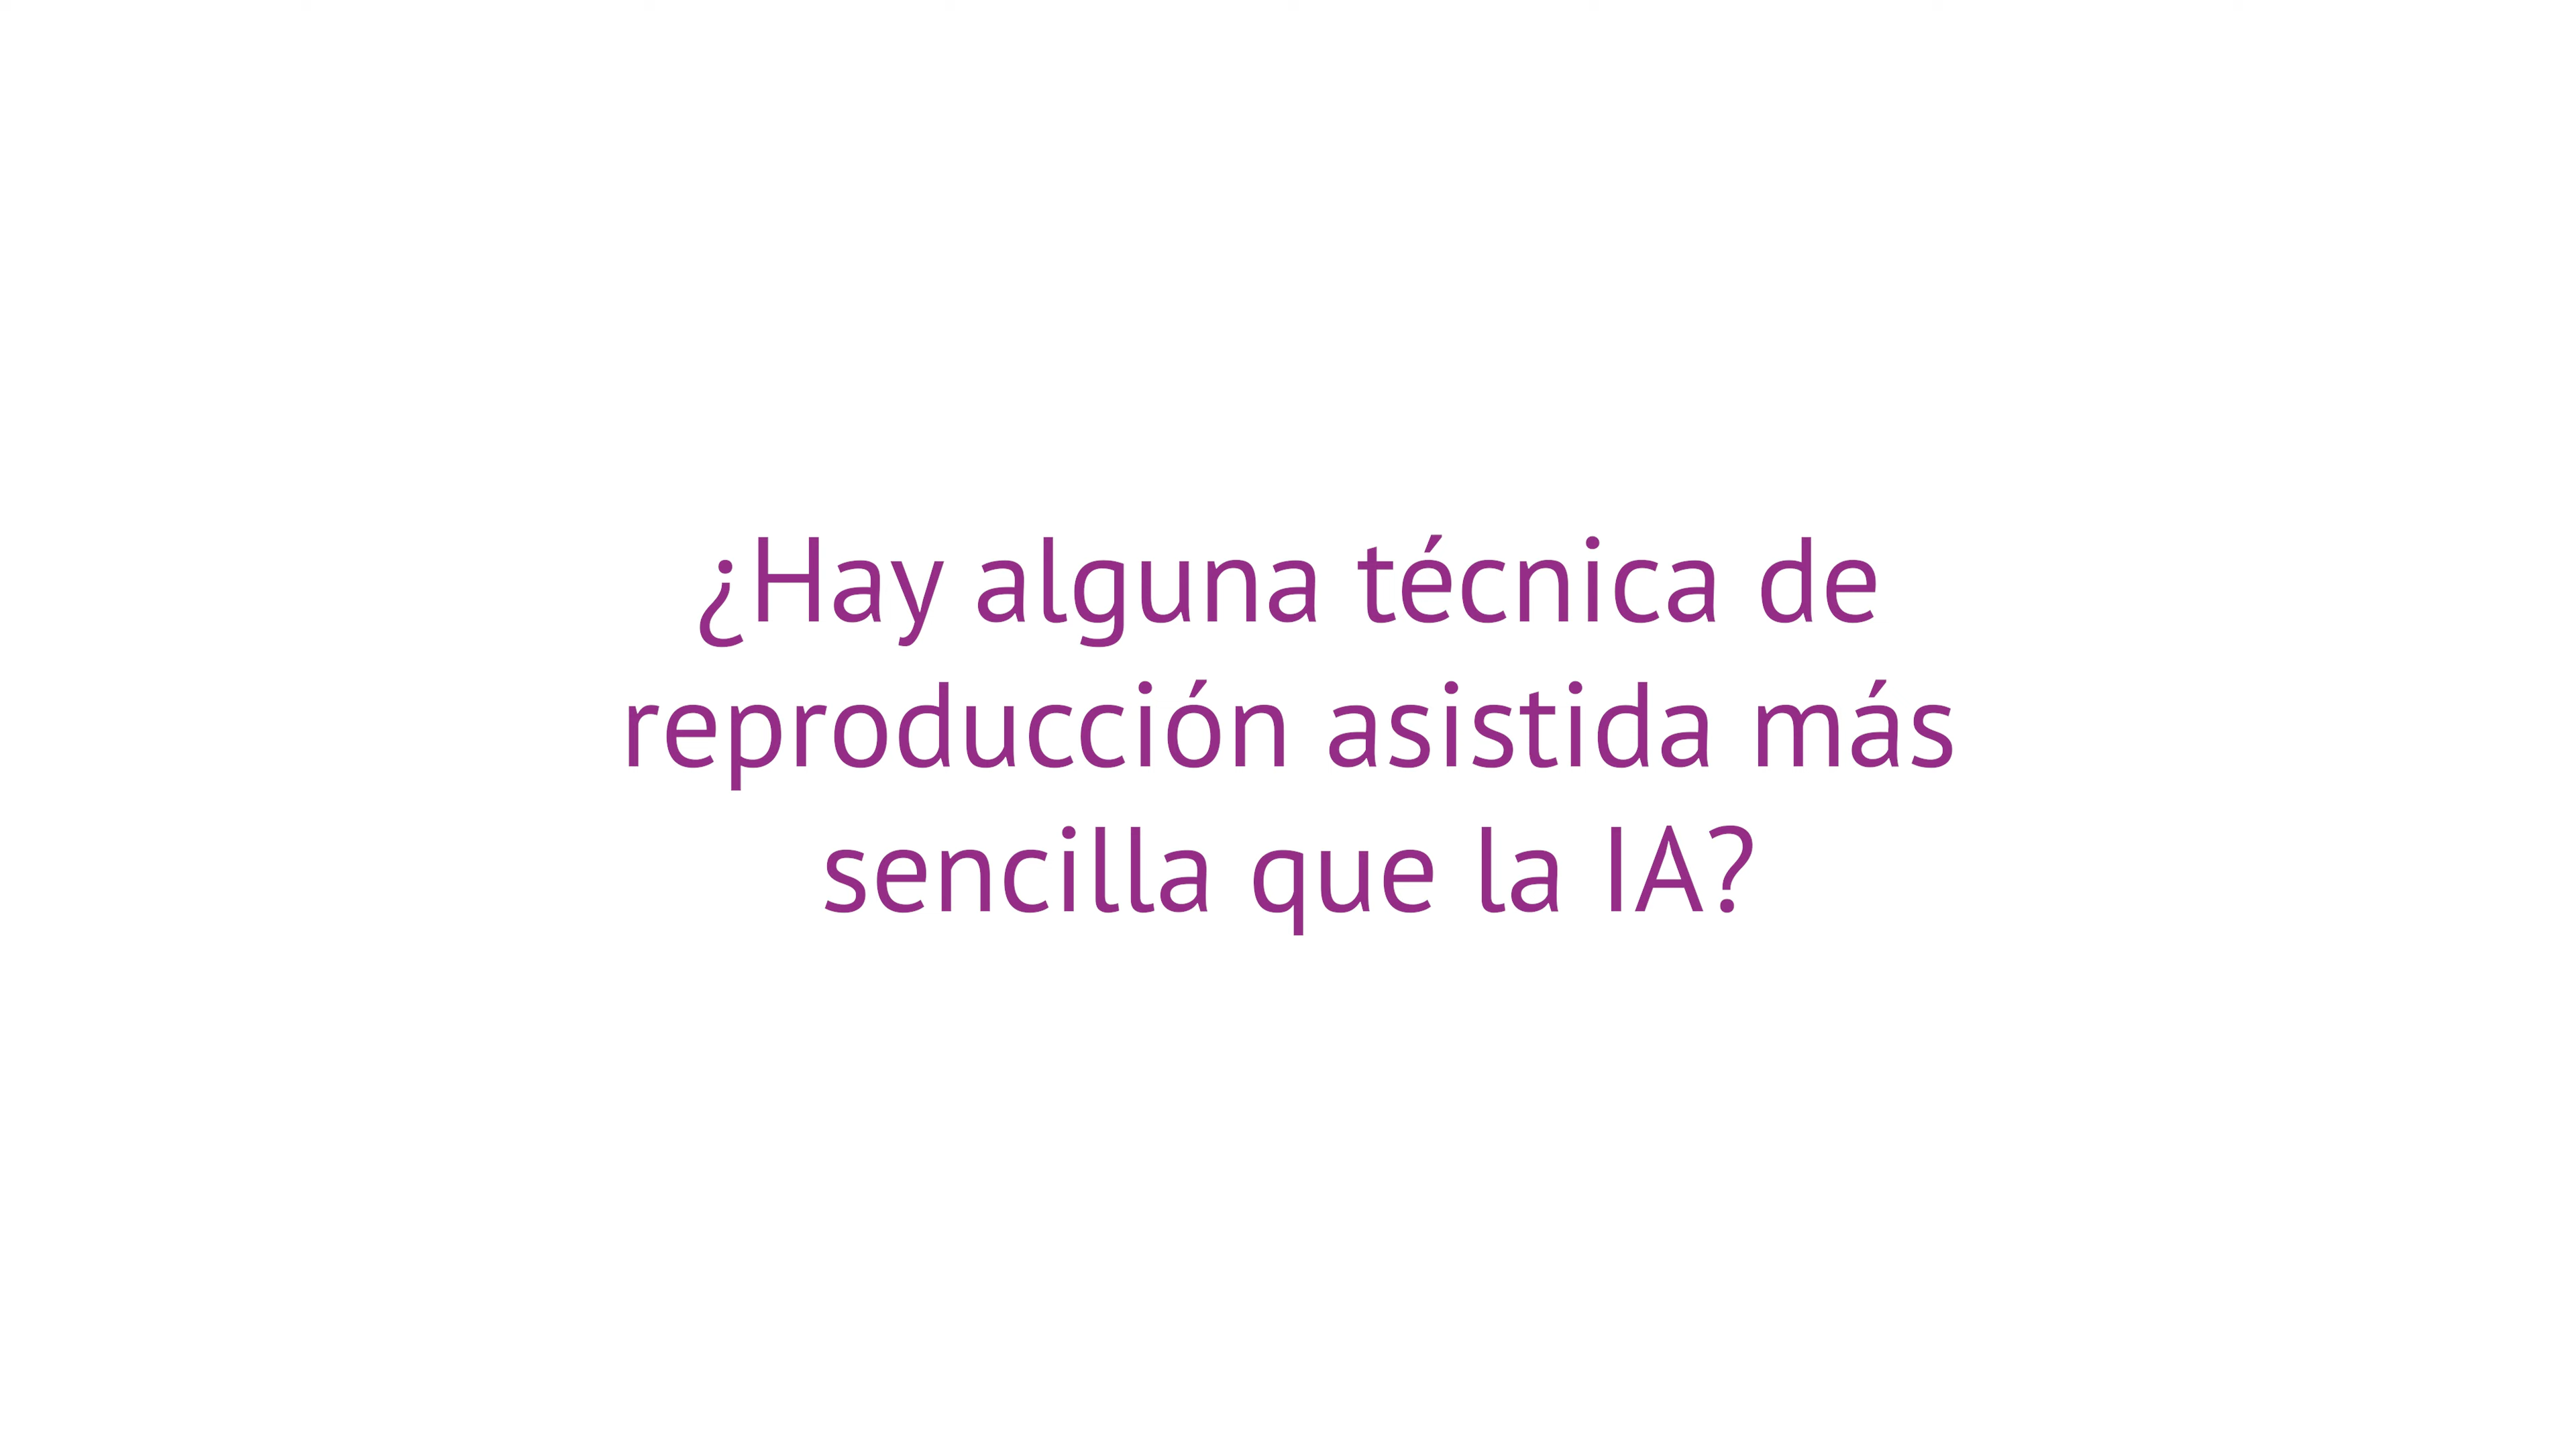 ¿Hay alguna técnica de
reproducción asistida más
sencilla que la IA?